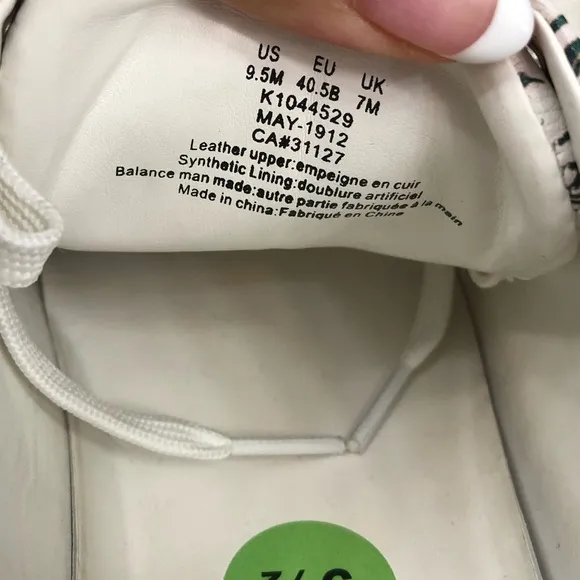 US EU UK
9.5M 40.5B 7M
K1044529
MAY-1912
CA#31127
Leather upper:empeigne en cuir
Synthetic Lining:doublure artificiel
Balance man made:autre partie fabriquée à la main
Made in china:Fabriqué en Chine